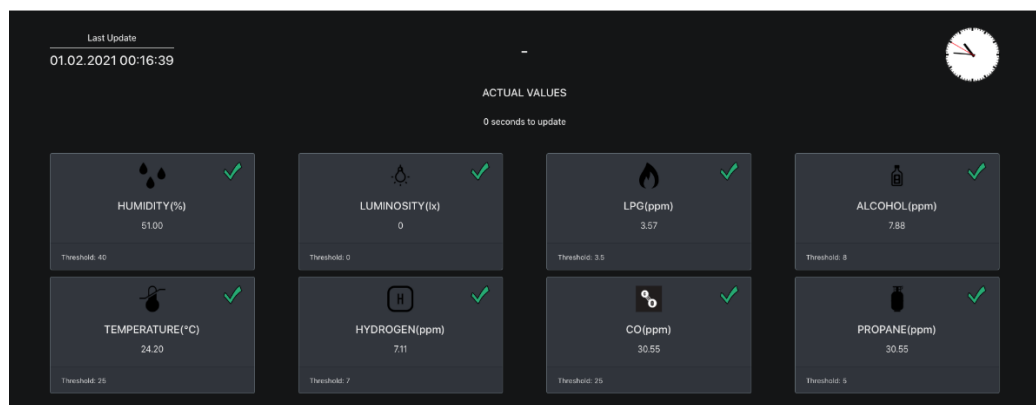 Last Update
01.02.2021 00:16:39
-
ACTUAL VALUES
0 seconds to update
HUMIDITY(%)
51.00
Threshold: 40
LUMINOSITY(lx)
0
Threshold: 0
LPG(ppm)
3.57
Threshold: 3.5
ALCOHOL(ppm)
7.88
Threshold: 8
TEMPERATURE(°C)
24.20
Threshold: 25
H
HYDROGEN(ppm)
7.11
Threshold: 7
CO(ppm)
30.55
Threshold: 25
PROPANE(ppm)
30.55
Threshold: 5